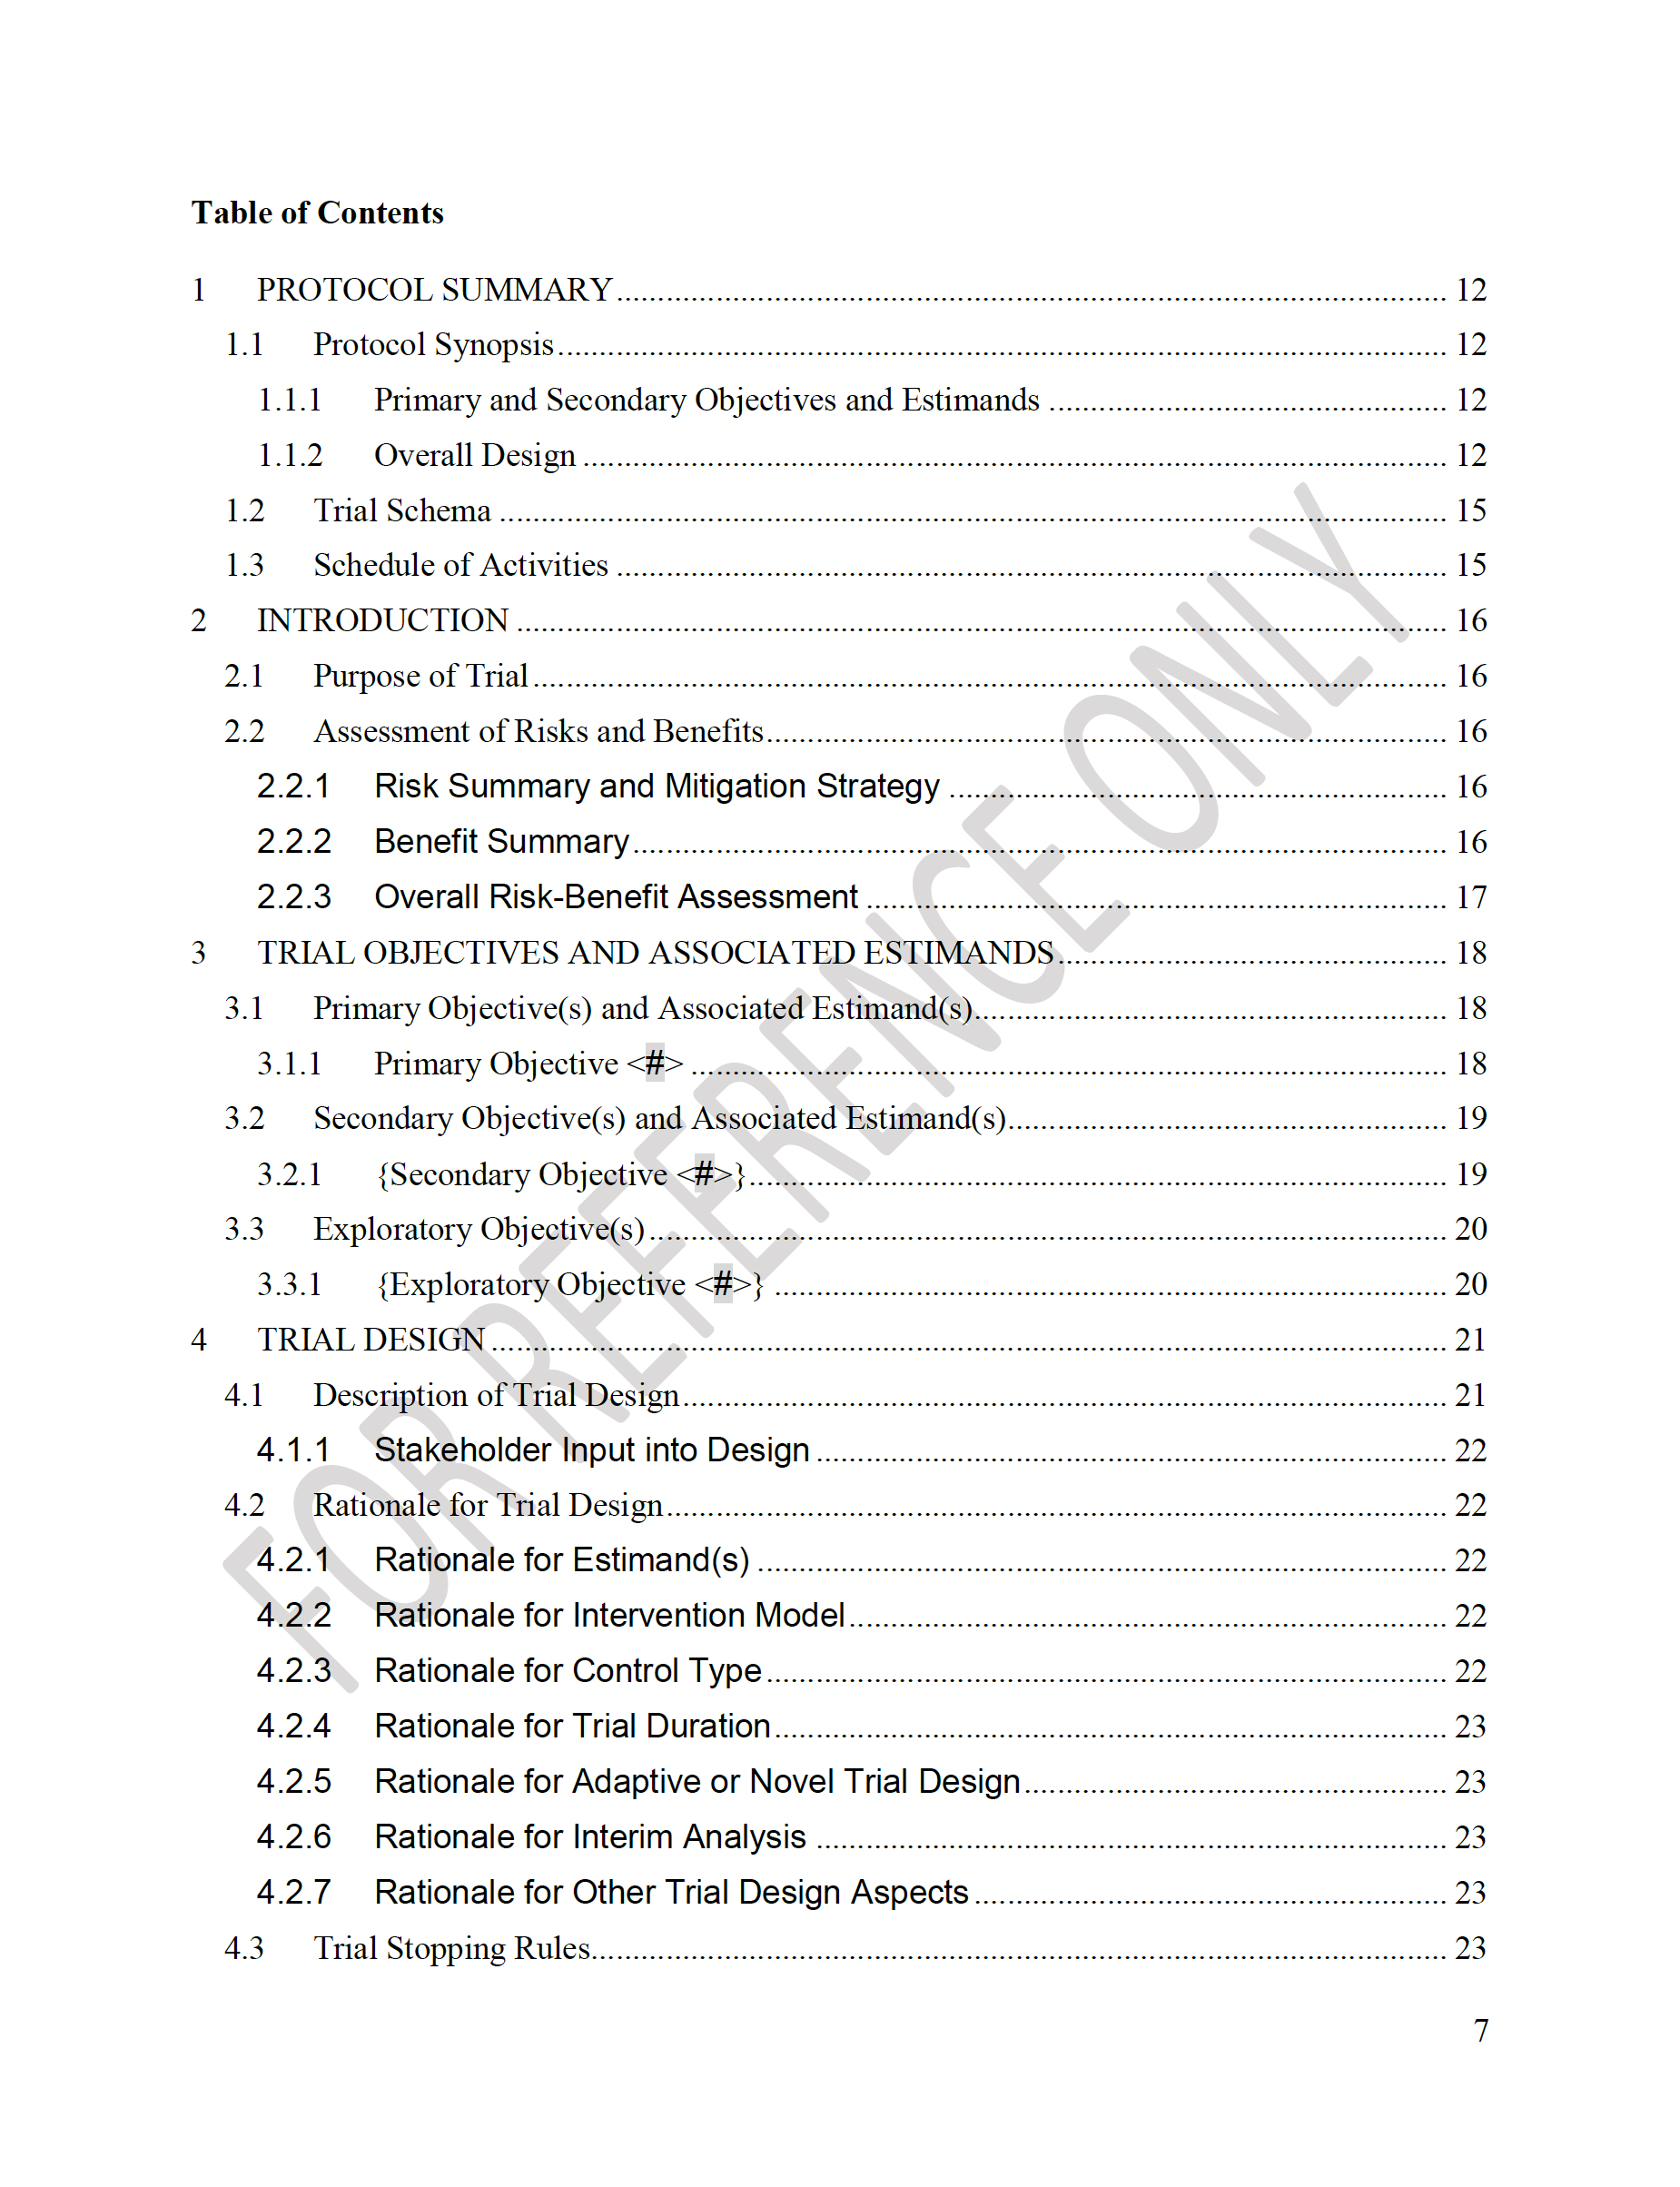 Table of Contents
1 PROTOCOL SUMMARY ........ 12
1.1 Protocol Synopsis ........ 12
1.1.1 Primary and Secondary Objectives and Estimands ........ 12
1.1.2 Overall Design ........ 12
1.2 Trial Schema ........ 15
1.3 Schedule of Activities ........ 15
2 INTRODUCTION ........ 16
2.1 Purpose of Trial ........ 16
2.2 Assessment of Risks and Benefits ........ 16
2.2.1 Risk Summary and Mitigation Strategy ........ 16
2.2.2 Benefit Summary ........ 16
2.2.3 Overall Risk-Benefit Assessment ........ 17
3 TRIAL OBJECTIVES AND ASSOCIATED ESTIMANDS ........ 18
3.1 Primary Objective(s) and Associated Estimand(s) ........ 18
3.1.1 Primary Objective <#> ........ 18
3.2 Secondary Objective(s) and Associated Estimand(s) ........ 19
3.2.1 {Secondary Objective <#>} ........ 19
3.3 Exploratory Objective(s) ........ 20
3.3.1 {Exploratory Objective <#>} ........ 20
4 TRIAL DESIGN ........ 21
4.1 Description of Trial Design ........ 21
4.1.1 Stakeholder Input into Design ........ 22
4.2 Rationale for Trial Design ........ 22
4.2.1 Rationale for Estimand(s) ........ 22
4.2.2 Rationale for Intervention Model ........ 22
4.2.3 Rationale for Control Type ........ 22
4.2.4 Rationale for Trial Duration ........ 23
4.2.5 Rationale for Adaptive or Novel Trial Design ........ 23
4.2.6 Rationale for Interim Analysis ........ 23
4.2.7 Rationale for Other Trial Design Aspects ........ 23
4.3 Trial Stopping Rules ........ 23
7
FOR REFERENCE ONLY